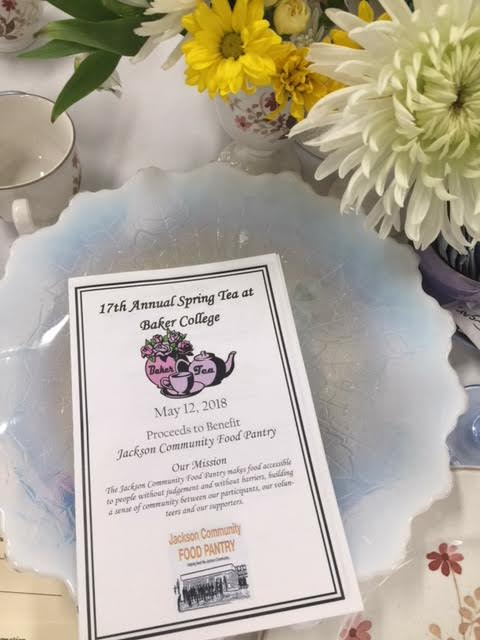 17th Annual Spring Tea at
Baker College
Baker Tea
May 12, 2018
Proceeds to Benefit
Jackson Community Food Pantry
Our Mission
The Jackson Community Food Pantry makes food accessible
to people without judgement and without barriers, building
a sense of community between our participants, our volun-
teers and our supporters.
Jackson Community
FOOD PANTRY